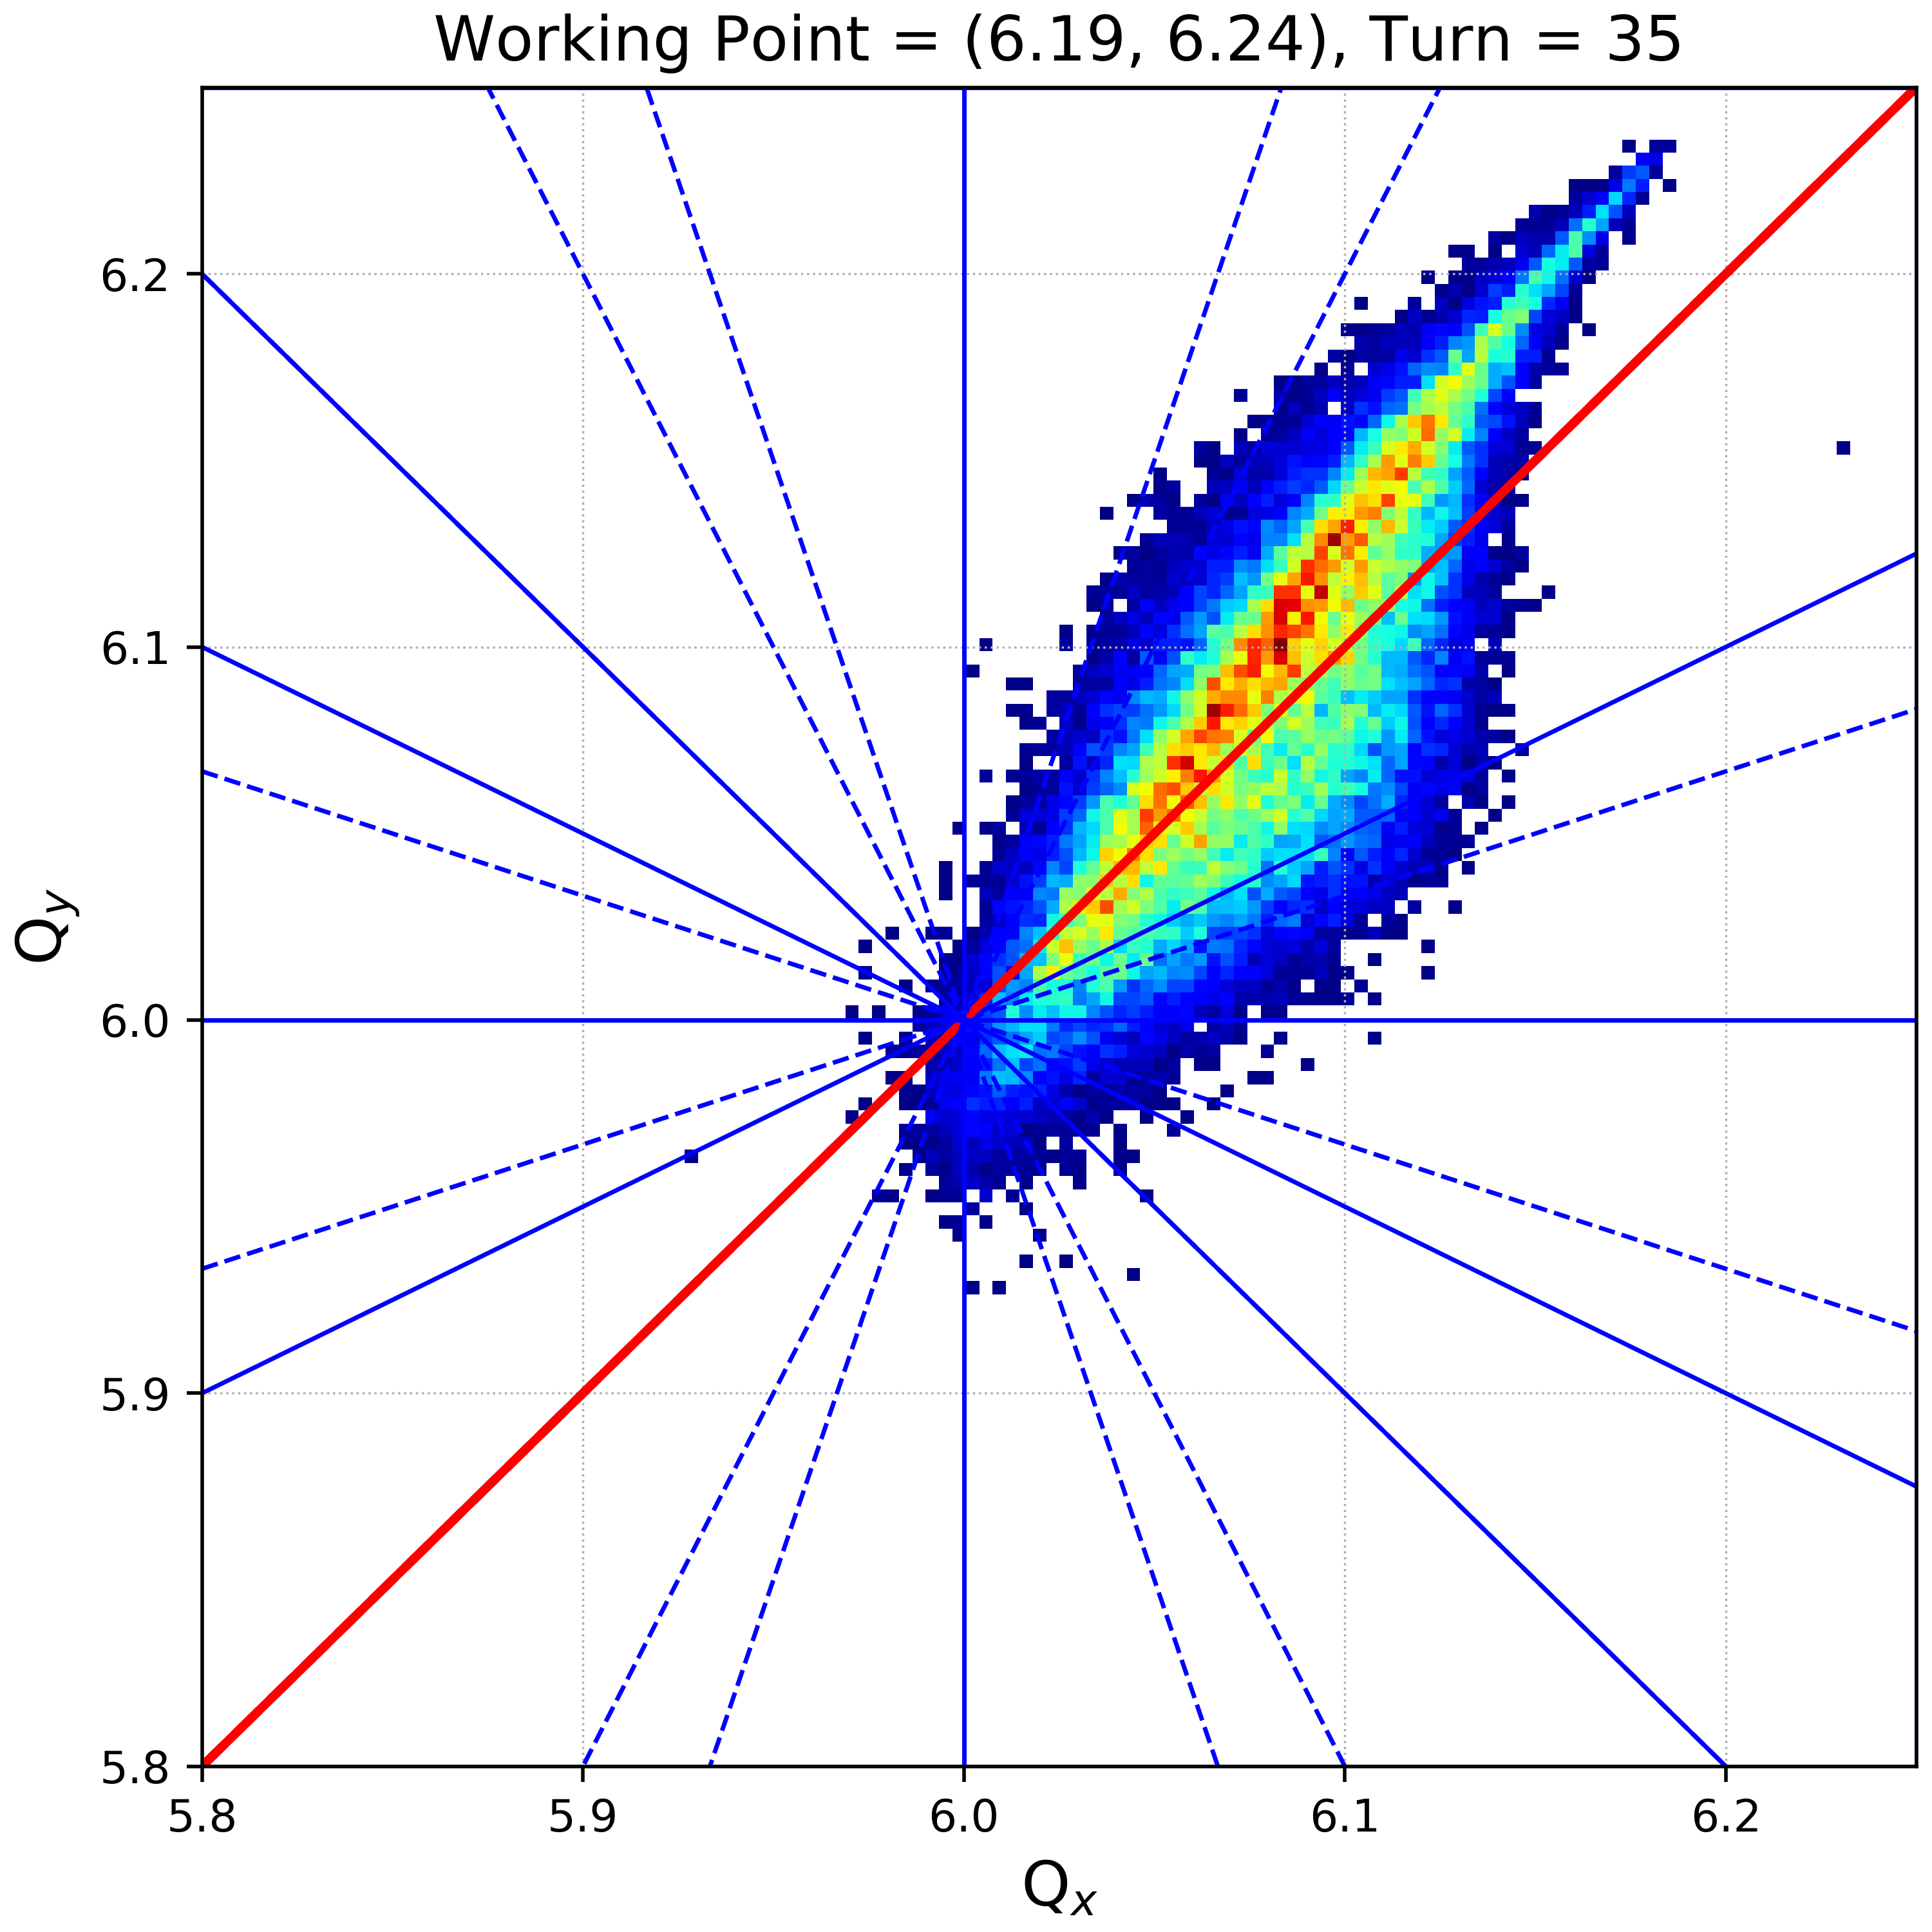 Working Point = (6.19, 6.24), Turn = 35
6.2
6.1
6.0
5.9
5.8
Qy
5.8 5.9 6.0 6.1 6.2
Qx